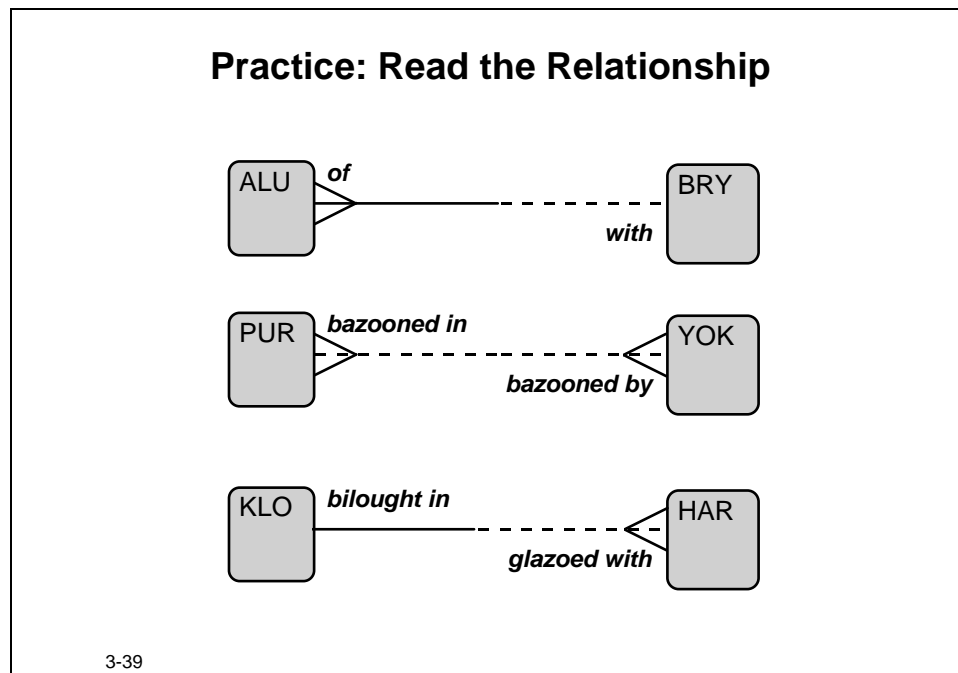 Practice: Read the Relationship
ALU
of
BRY
with
PUR
bazooned in
YOK
bazooned by
KLO
bilought in
HAR
glazoed with
3-39